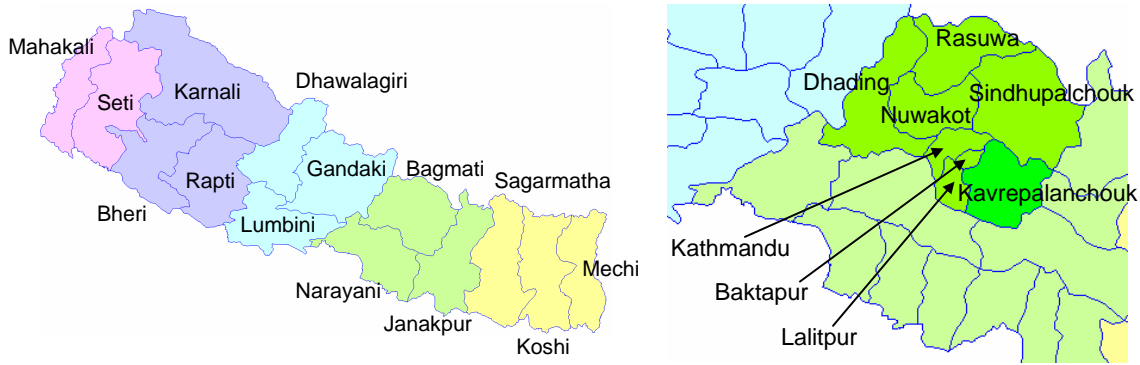 Mahakali
Seti
Karnali
Dhawalagiri
Rapti
Bheri
Gandaki
Lumbini
Bagmati
Sagarmatha
Narayani
Janakpur
Mechi
Koshi
Rasuwa
Dhading
Sindhupalchouk
Nuwakot
Kavrepalanchouk
Kathmandu
Baktapur
Lalitpur